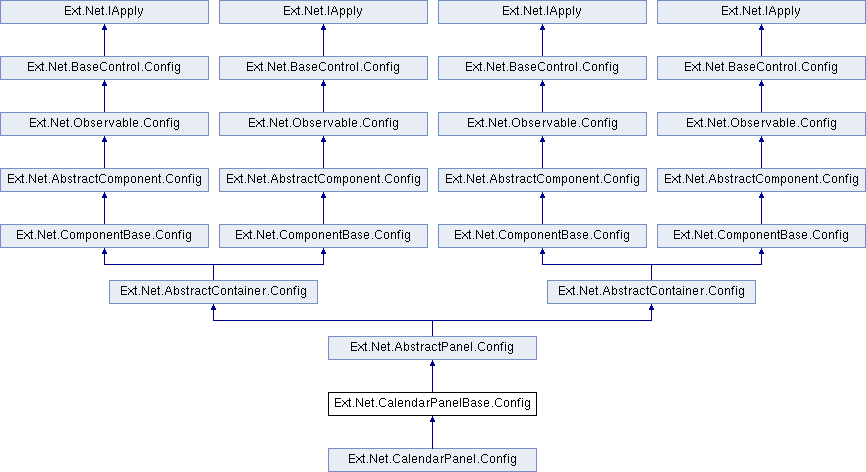 Ext.Net.IApply Ext.Net.IApply Ext.Net.IApply Ext.Net.IApply
Ext.Net.BaseControl.Config Ext.Net.BaseControl.Config Ext.Net.BaseControl.Config Ext.Net.BaseControl.Config
Ext.Net.Observable.Config Ext.Net.Observable.Config Ext.Net.Observable.Config Ext.Net.Observable.Config
Ext.Net.AbstractComponent.Config Ext.Net.AbstractComponent.Config Ext.Net.AbstractComponent.Config Ext.Net.AbstractComponent.Config
Ext.Net.ComponentBase.Config Ext.Net.ComponentBase.Config Ext.Net.ComponentBase.Config Ext.Net.ComponentBase.Config
Ext.Net.AbstractContainer.Config Ext.Net.AbstractContainer.Config
Ext.Net.AbstractPanel.Config
Ext.Net.CalendarPanelBase.Config
Ext.Net.CalendarPanel.Config